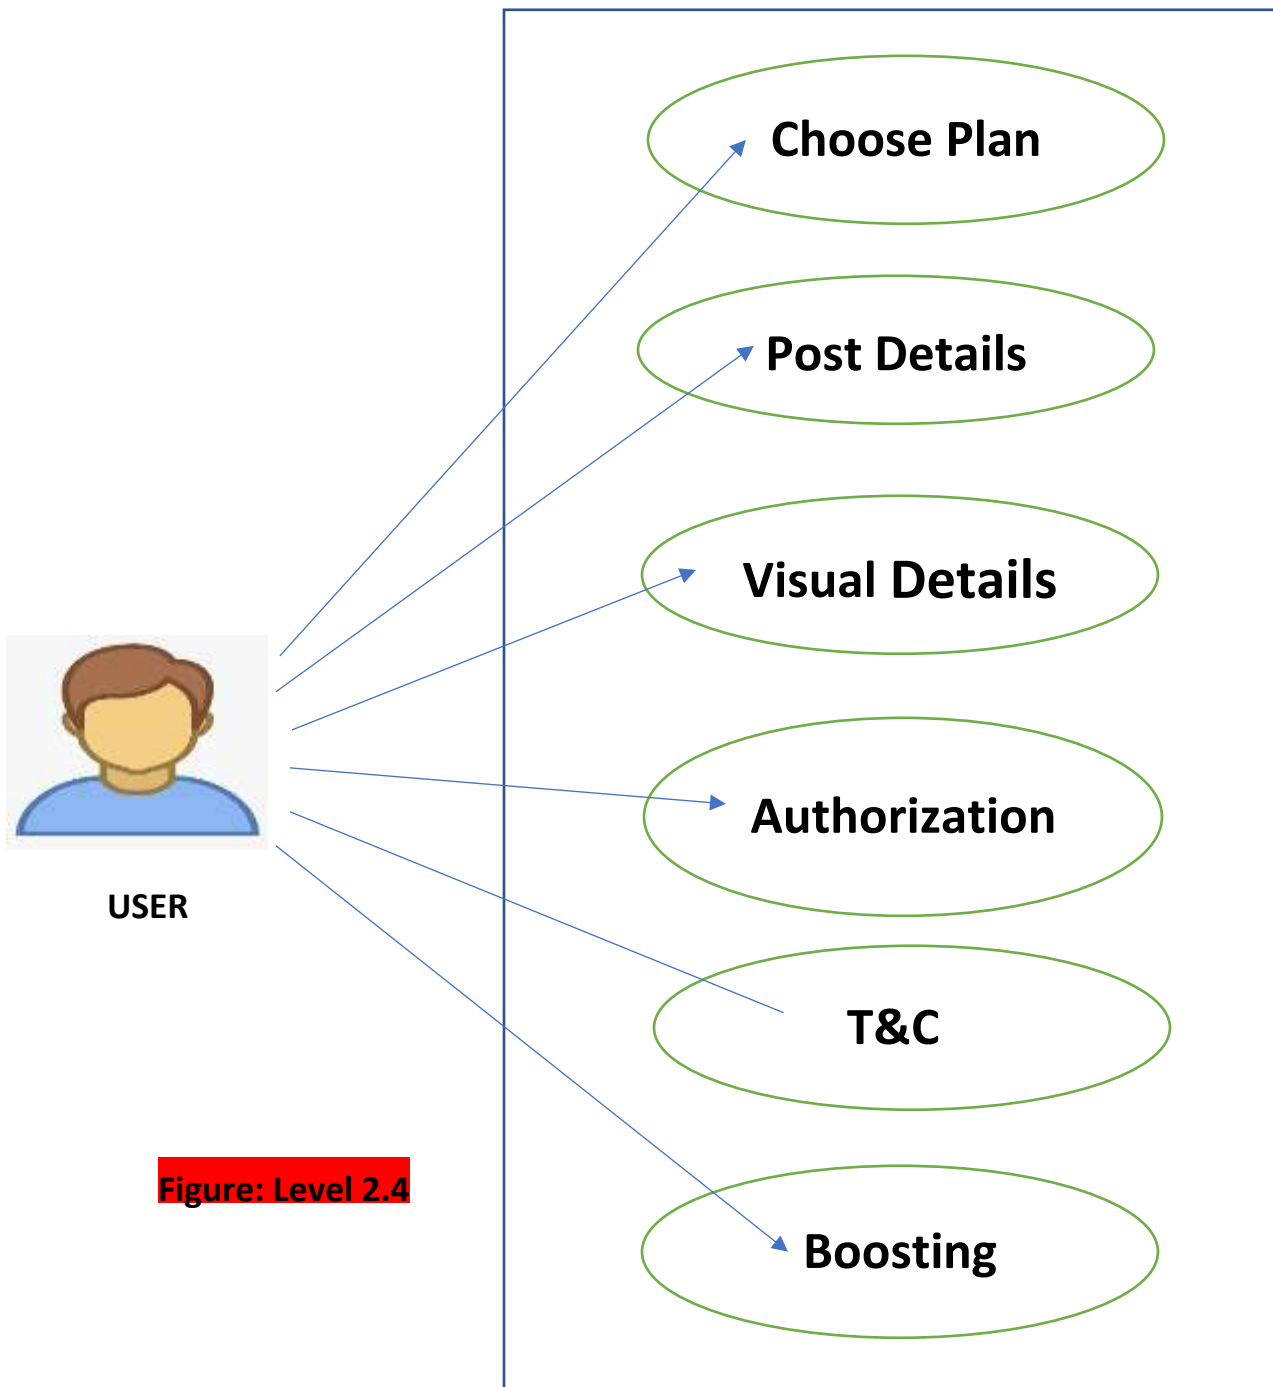 Choose Plan
Post Details
Visual Details
Authorization
USER
T&C
Figure: Level 2.4
Boosting